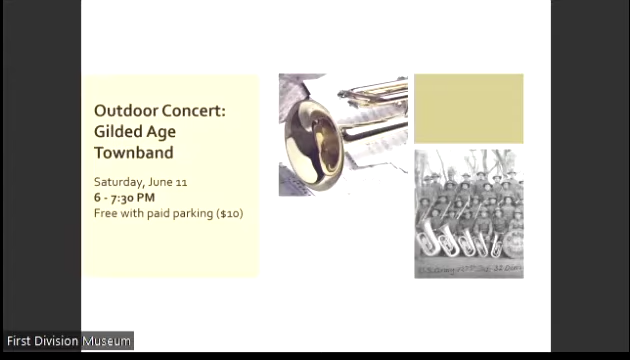 Outdoor Concert:
Gilded Age
Townband
Saturday, June 11
6 - 7:30 PM
Free with paid parking ($10)
First Division Museum